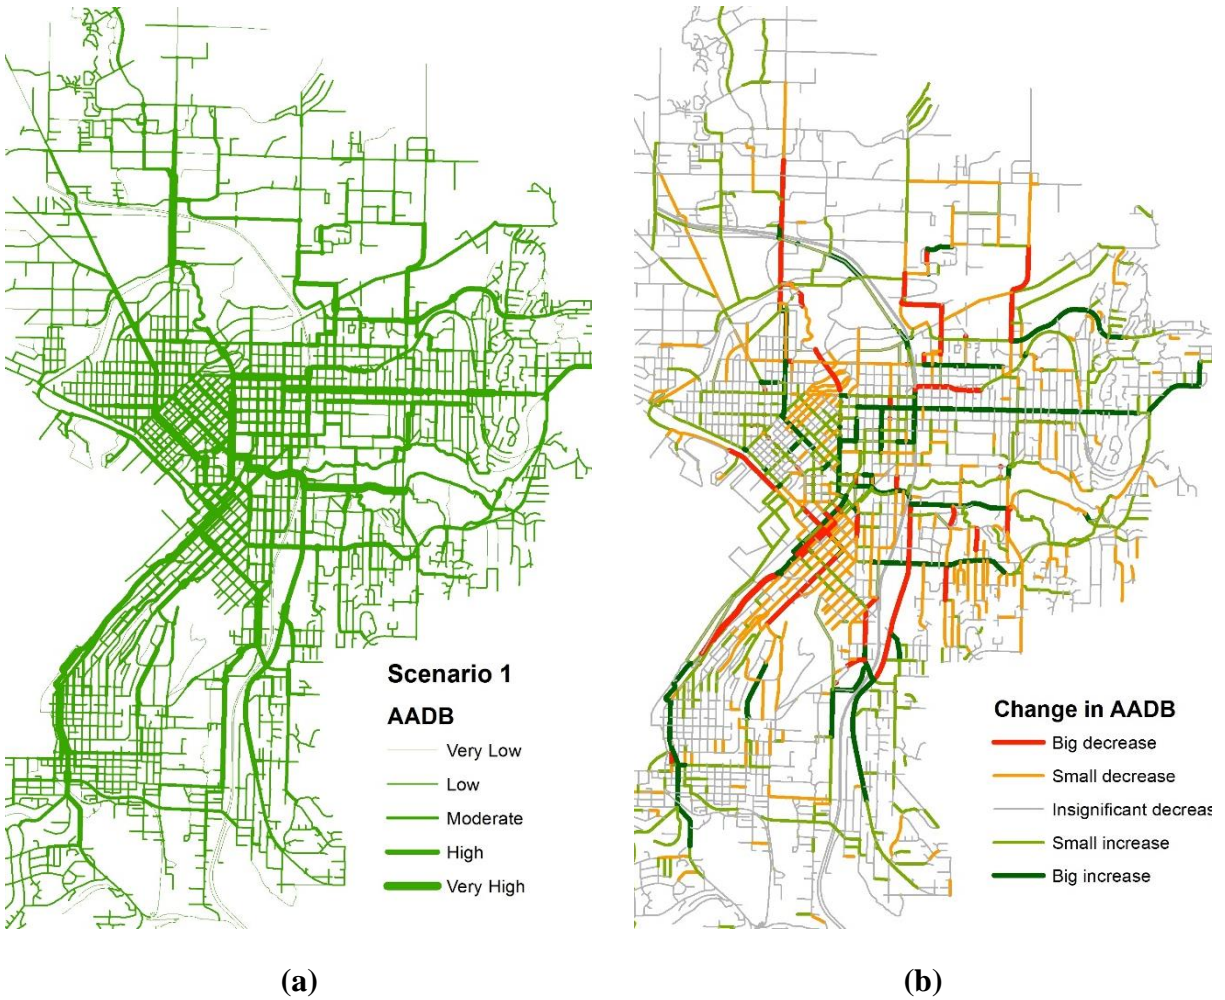 Scenario 1
AADB
Very Low
Low
Moderate
High
Very High
(a)
Change in AADB
Big decrease
Small decrease
Insignificant decreas
Small increase
Big increase
(b)